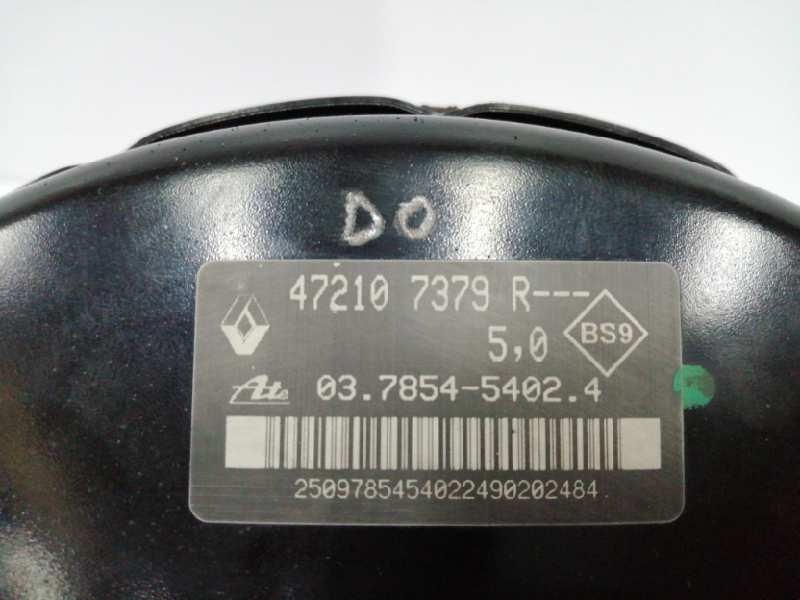 DO
47210 7379 R---
5,0 BS9
Ate 03.7854-5402.4
2509785454022490202484